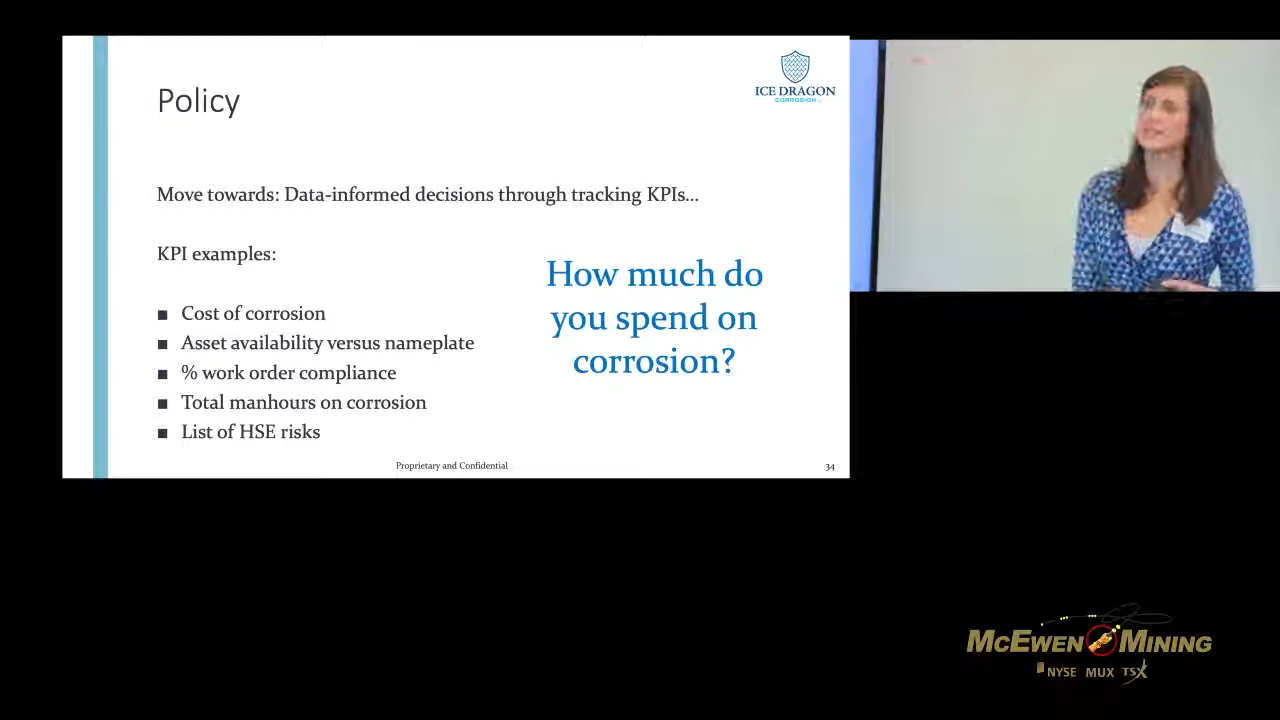 Policy
ICE DRAGON
CORROSION
Move towards: Data-informed decisions through tracking KPIs...
KPI examples:
■ Cost of corrosion
■ Asset availability versus nameplate
■ % work order compliance
■ Total manhours on corrosion
■ List of HSE risks
How much do
you spend on
corrosion?
Proprietary and Confidential
34
MCEWEN MINING
NYSE MUX TSX